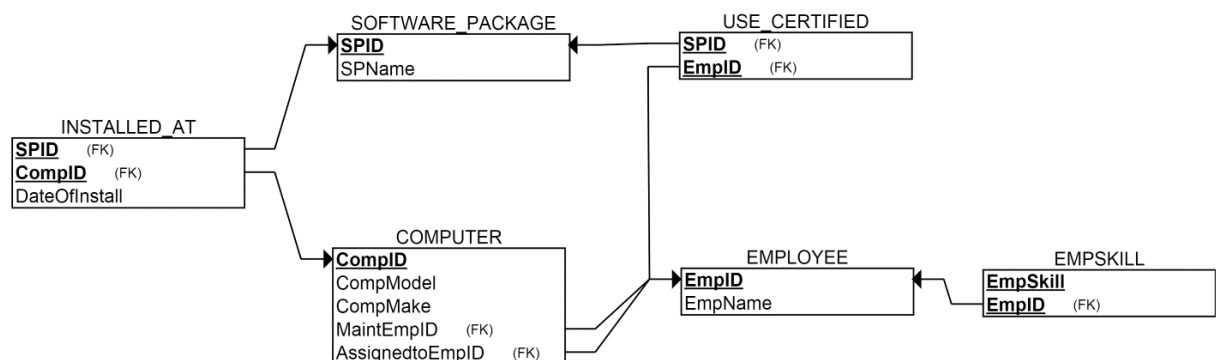 SOFTWARE_PACKAGE
SPID
SPName
USE_CERTIFIED
SPID (FK)
EmpID (FK)
INSTALLED_AT
SPID (FK)
CompID (FK)
DateOfInstall
COMPUTER
CompID
CompModel
CompMake
MaintEmpID (FK)
AssignedtoEmpID (FK)
EMPLOYEE
EmpID
EmpName
EMPSKILL
EmpSkill
EmpID (FK)